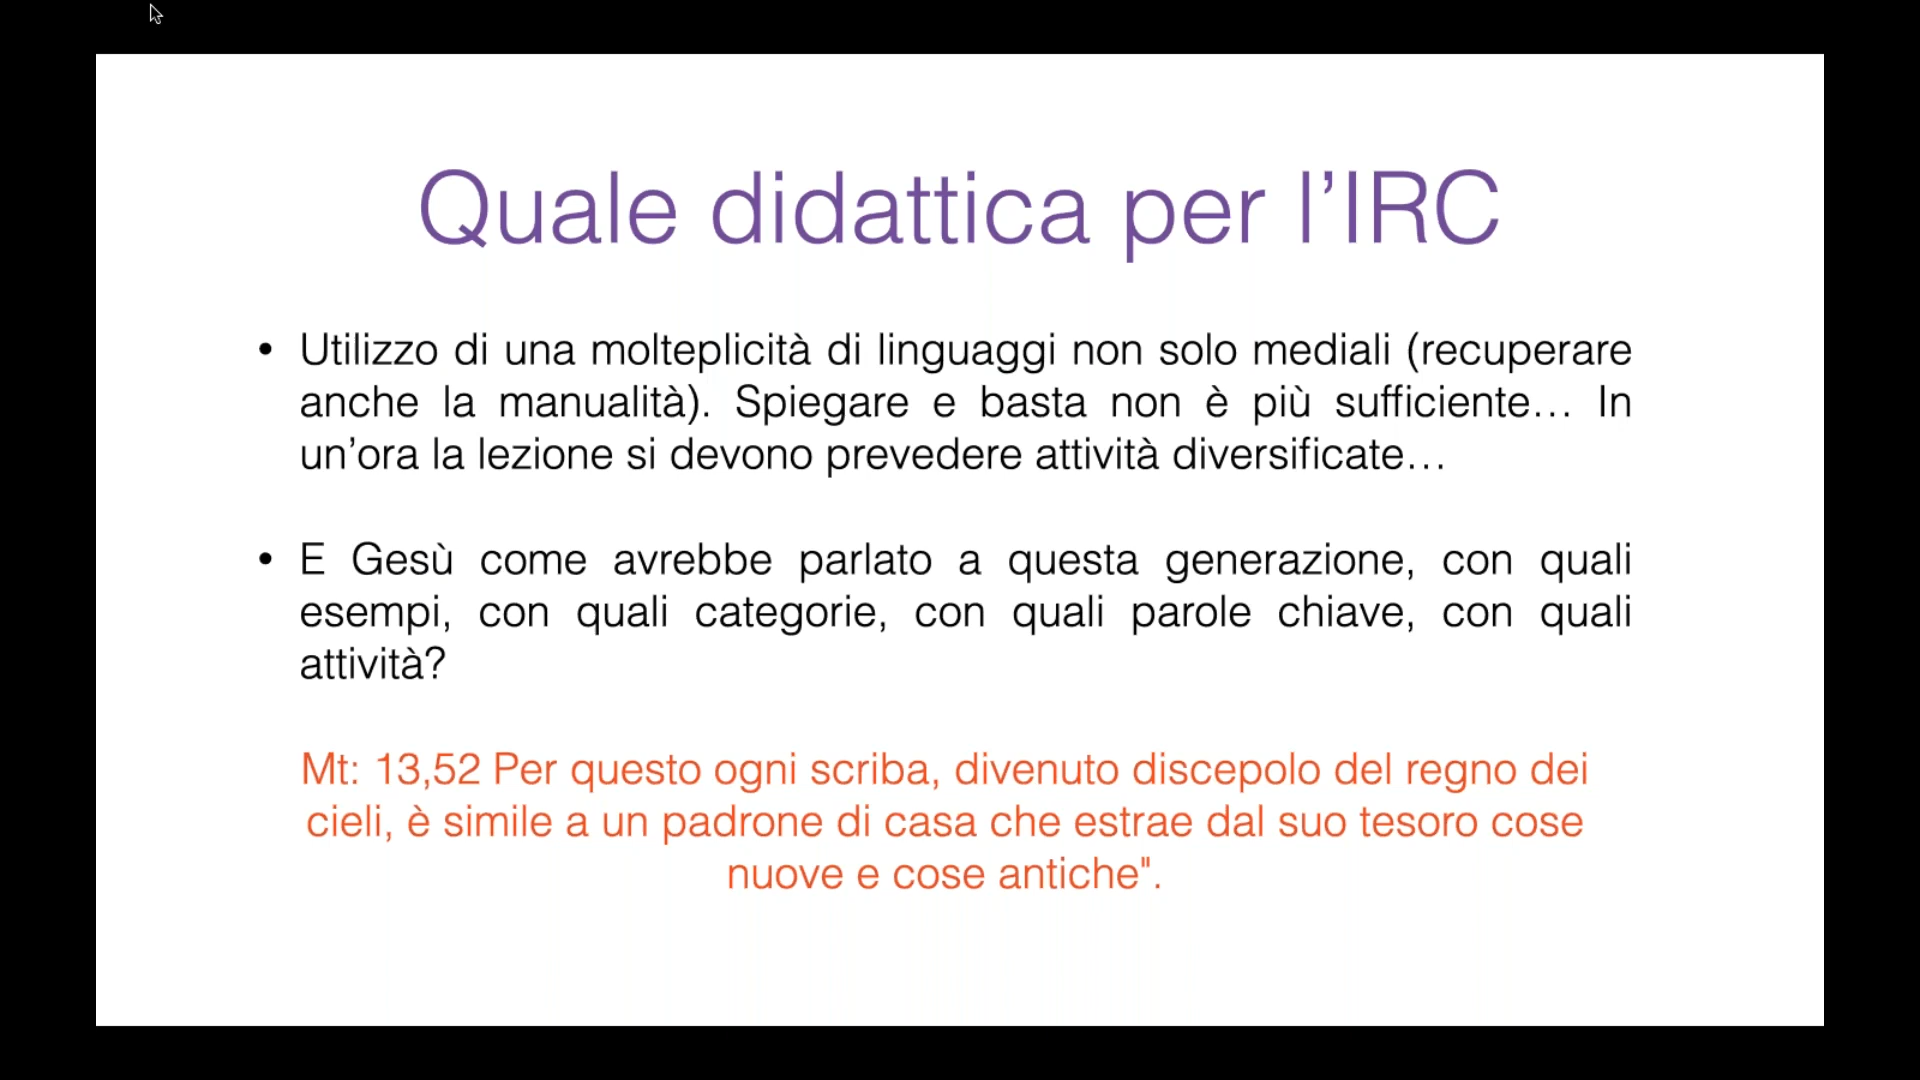 Quale didattica per l’IRC
• Utilizzo di una molteplicità di linguaggi non solo mediali (recuperare
anche la manualità). Spiegare e basta non è più sufficiente… In
un’ora la lezione si devono prevedere attività diversificate…
• E Gesù come avrebbe parlato a questa generazione, con quali
esempi, con quali categorie, con quali parole chiave, con quali
attività?
Mt: 13,52 Per questo ogni scriba, divenuto discepolo del regno dei
cieli, è simile a un padrone di casa che estrae dal suo tesoro cose
nuove e cose antiche".